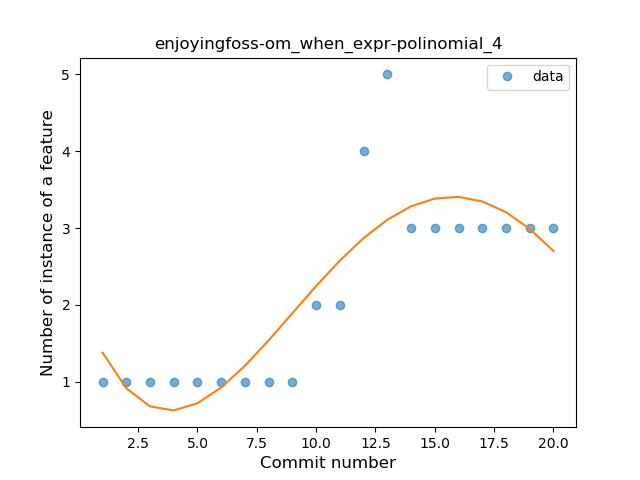 enjoyingfoss-om_when_expr-polinomial_4
data
Number of instance of a feature
5
4
3
2
1
2.5 5.0 7.5 10.0 12.5 15.0 17.5 20.0
Commit number